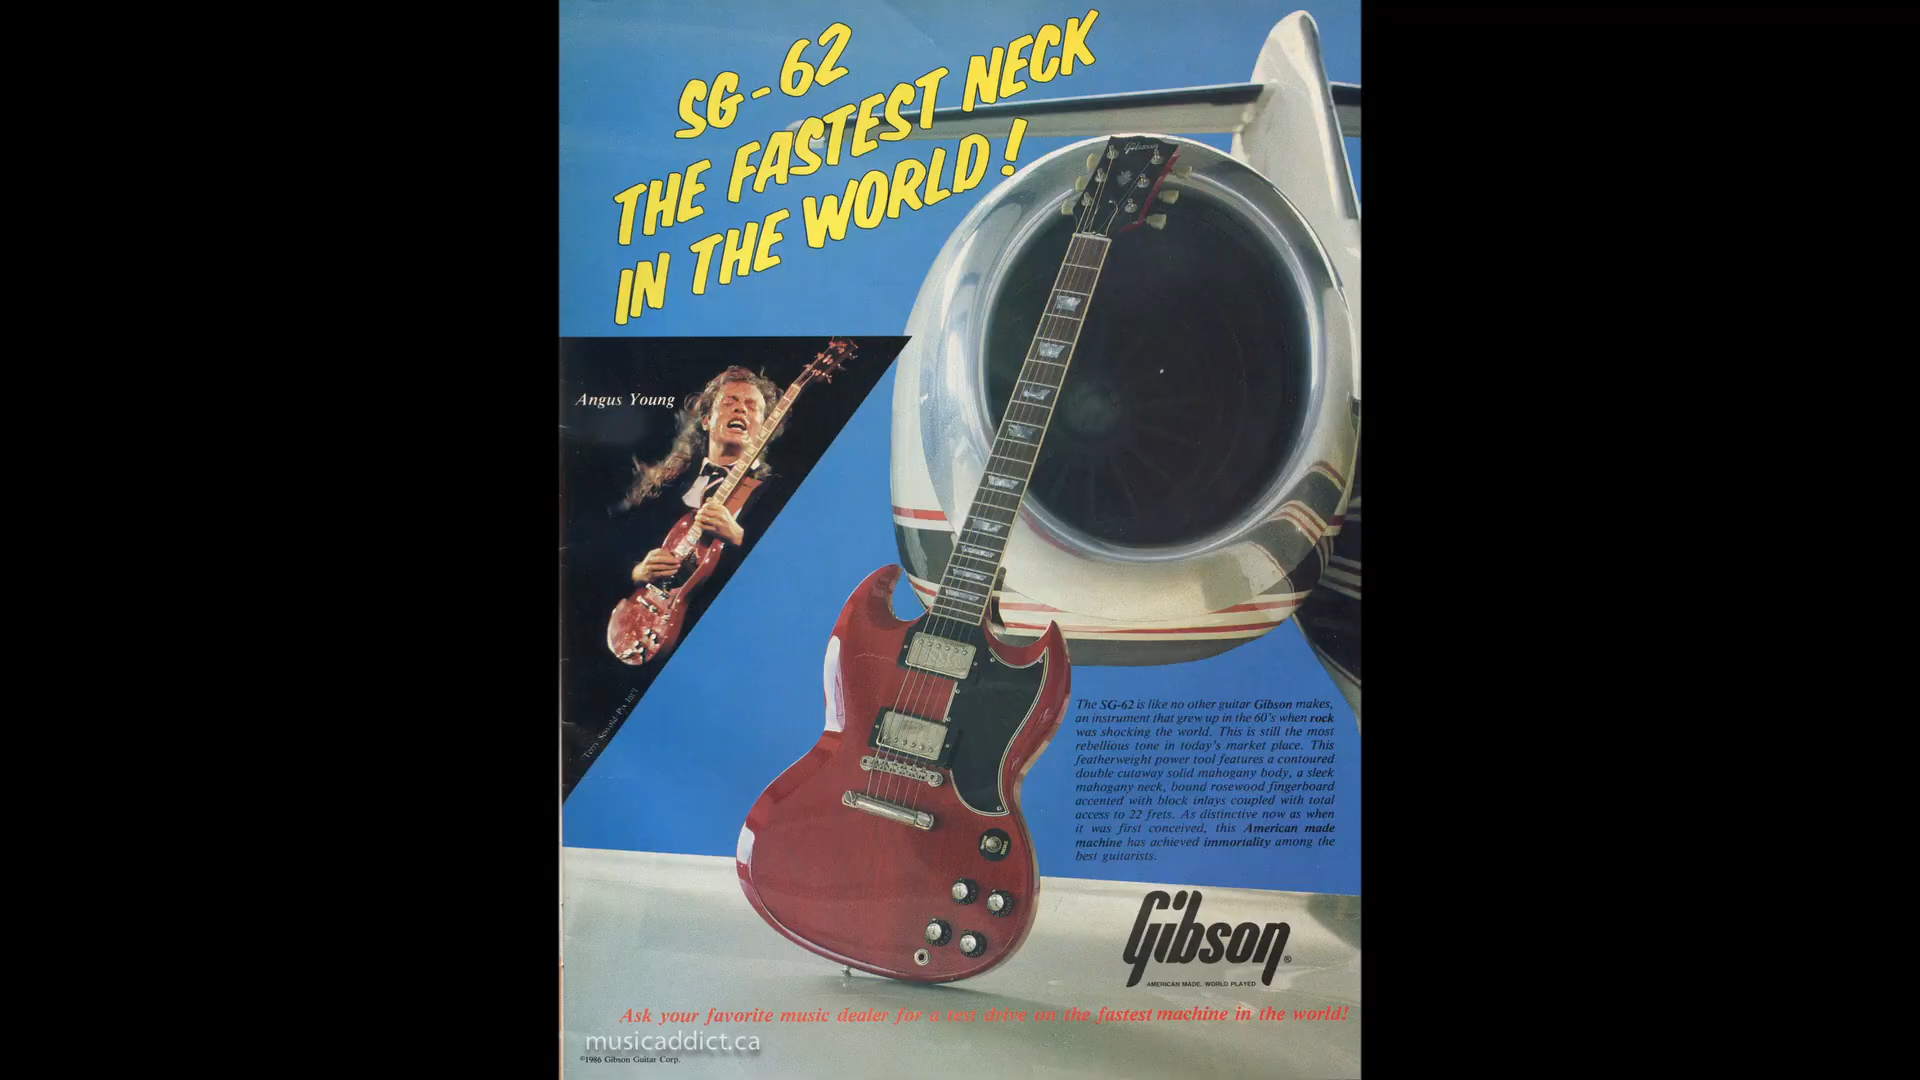 SG-62
THE FASTEST NECK
IN THE WORLD!
Gibson
Angus Young
The SG-62 is like no other guitar Gibson makes,
an instrument that grew up in the 60's when rock
was shocking the world. This is still the most
rebellious tone in today's market place. This
featherweight power tool features a contoured
double cutaway solid mahogany body, a sleek
mahogany neck, bound rosewood fingerboard
accented with block inlays coupled with total
access to 22 frets. As distinctive now as when
it was first conceived, this American made
machine has achieved immortality among the
best guitarists.
Gibson®
AMERICAN MADE. WORLD PLAYED
Ask your favorite music dealer for a test drive on the fastest machine in the world!
musicaddict.ca
©1986 Gibson Guitar Corp.